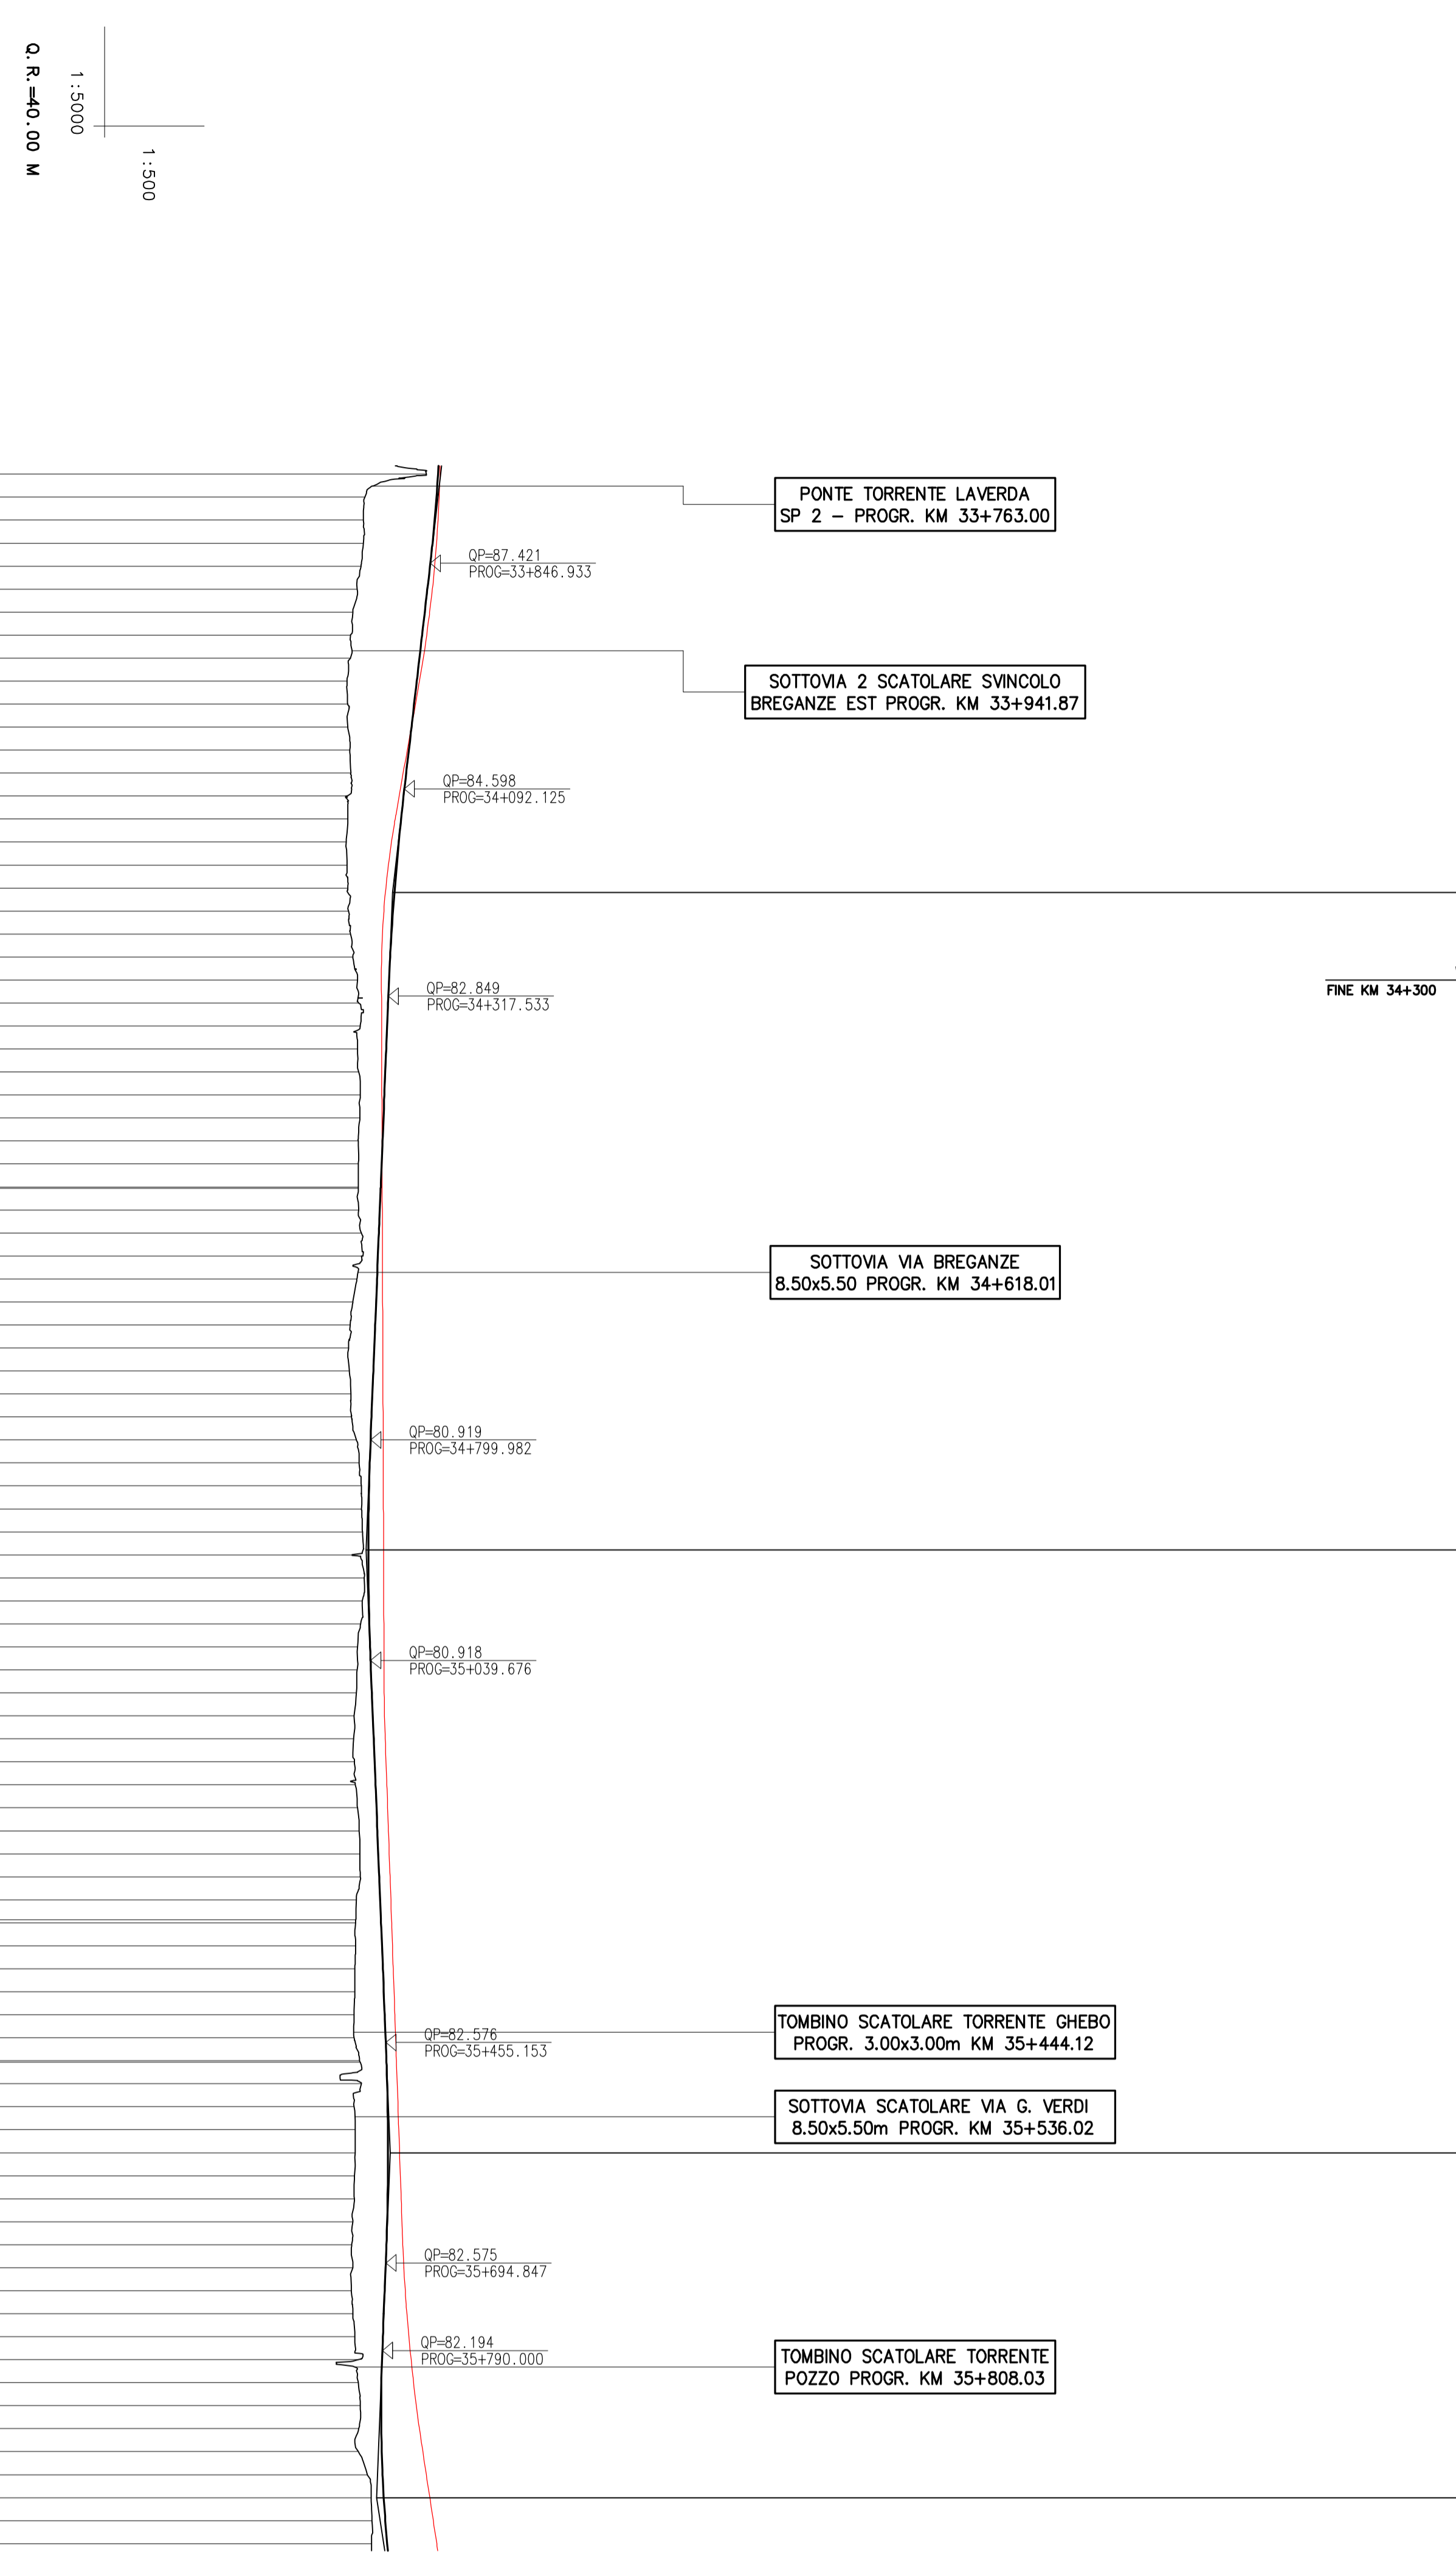 Q.R.=40.00 M
1:5000
1:500
PONTE TORRENTE LAVERDA
SP 2 – PROGR. KM 33+763.00
QP=87.421
PROG=33+846.933
SOTTOVIA 2 SCATOLARE SVINCOLO
BREGANZE EST PROGR. KM 33+941.87
QP=84.598
PROG=34+092.125
QP=82.849
PROG=34+317.533
FINE KM 34+300
SOTTOVIA VIA BREGANZE
8.50x5.50 PROGR. KM 34+618.01
QP=80.919
PROG=34+799.982
QP=80.918
PROG=35+039.676
TOMBINO SCATOLARE TORRENTE GHEBO
PROGR. 3.00x3.00m KM 35+444.12
QP=82.576
PROG=35+455.153
SOTTOVIA SCATOLARE VIA G. VERDI
8.50x5.50m PROGR. KM 35+536.02
QP=82.575
PROG=35+694.847
QP=82.194
PROG=35+790.000
TOMBINO SCATOLARE TORRENTE
POZZO PROGR. KM 35+808.03